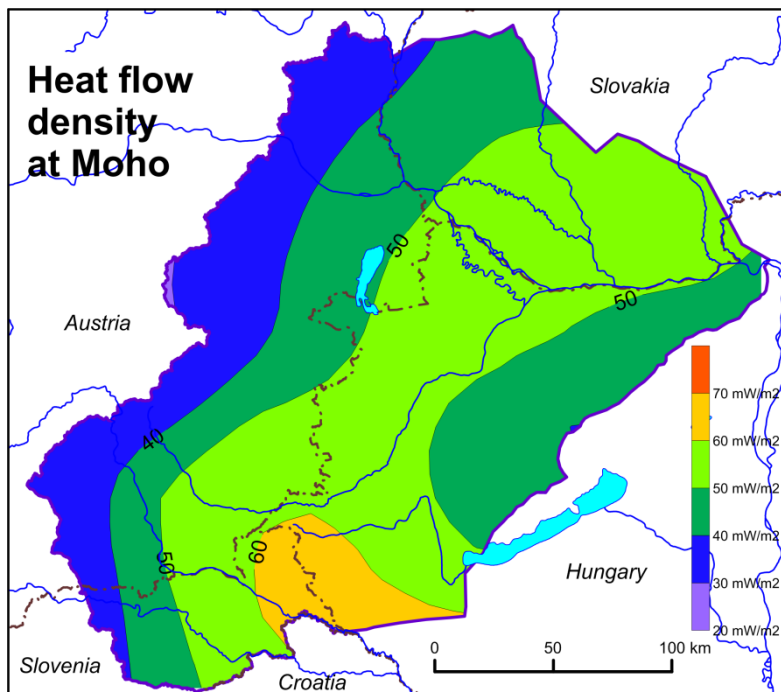 Heat flow
density
at Moho
Slovakia
50
50
Austria
70 mW/m2
60 mW/m2
40
50 mW/m2
40 mW/m2
50
60
Hungary
30 mW/m2
20 mW/m2
Slovenia
0 50 100 km
Croatia